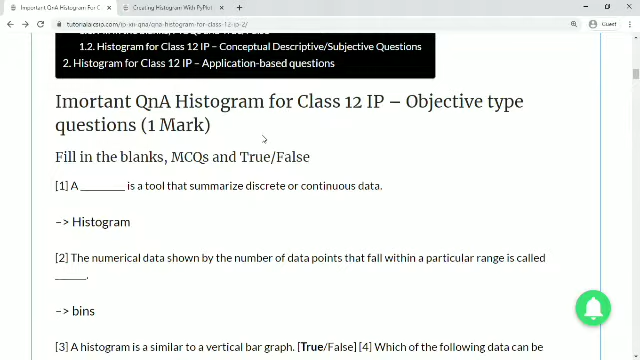 Important QnA Histogram For C
Creating Histogram With PyPlot
tutorialaicsip.com/ip-xii-qna/qna-histogram-for-class-12-ip-2/
Guest
1.2. Histogram for Class 12 IP – Conceptual Descriptive/Subjective Questions
2. Histogram for Class 12 IP – Application-based questions
Imortant QnA Histogram for Class 12 IP – Objective type
questions (1 Mark)
Fill in the blanks, MCQs and True/False
[1] A _________ is a tool that summarize discrete or continuous data.
–> Histogram
[2] The numerical data shown by the number of data points that fall within a particular range is called
______.
–> bins
[3] A histogram is a similar to a vertical bar graph. [True/False] [4] Which of the following data can be